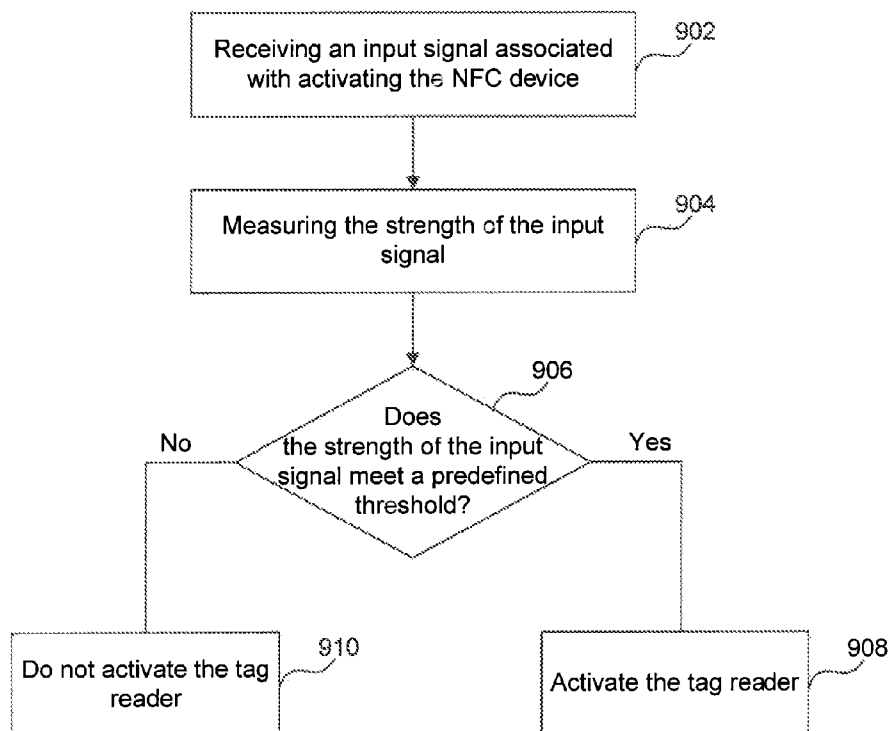 Receiving an input signal associated
with activating the NFC device
902
Measuring the strength of the input
signal
904
906
Does
the strength of the input
signal meet a predefined
threshold?
No
Yes
Do not activate the tag
reader
910
Activate the tag reader
908